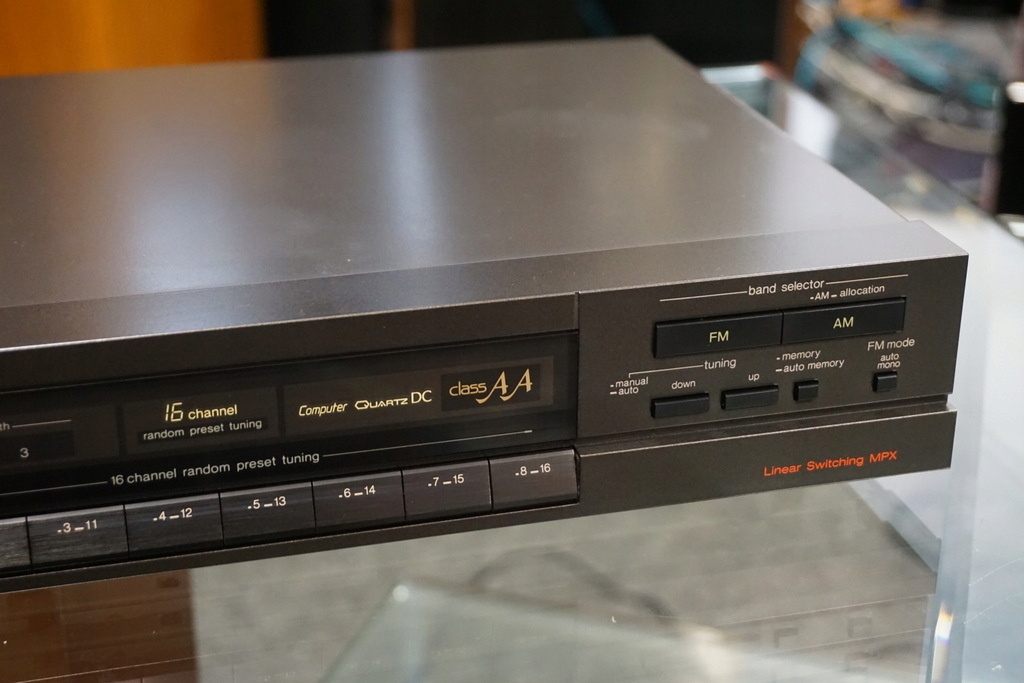 band selector
-AM- allocation
FM AM
tuning
-memory
-auto memory
FM mode
auto
mono
-manual
-auto
down
up
16 channel
random preset tuning
Computer QUARTZ DC
class AA
3
16 channel random preset tuning
-3-11
-4-12
-5-13
-6-14
-7-15
-8-16
Linear Switching MPX